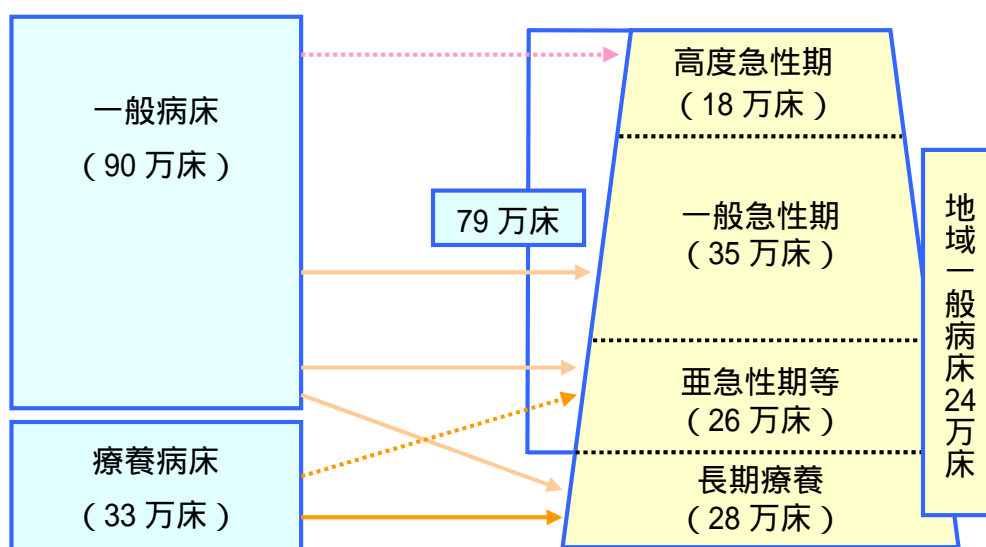 一般病床
（90 万床）
療養病床
（33 万床）
79 万床
高度急性期
（18 万床）
一般急性期
（35 万床）
亜急性期等
（26 万床）
長期療養
（28 万床）
地域一般病床24万床